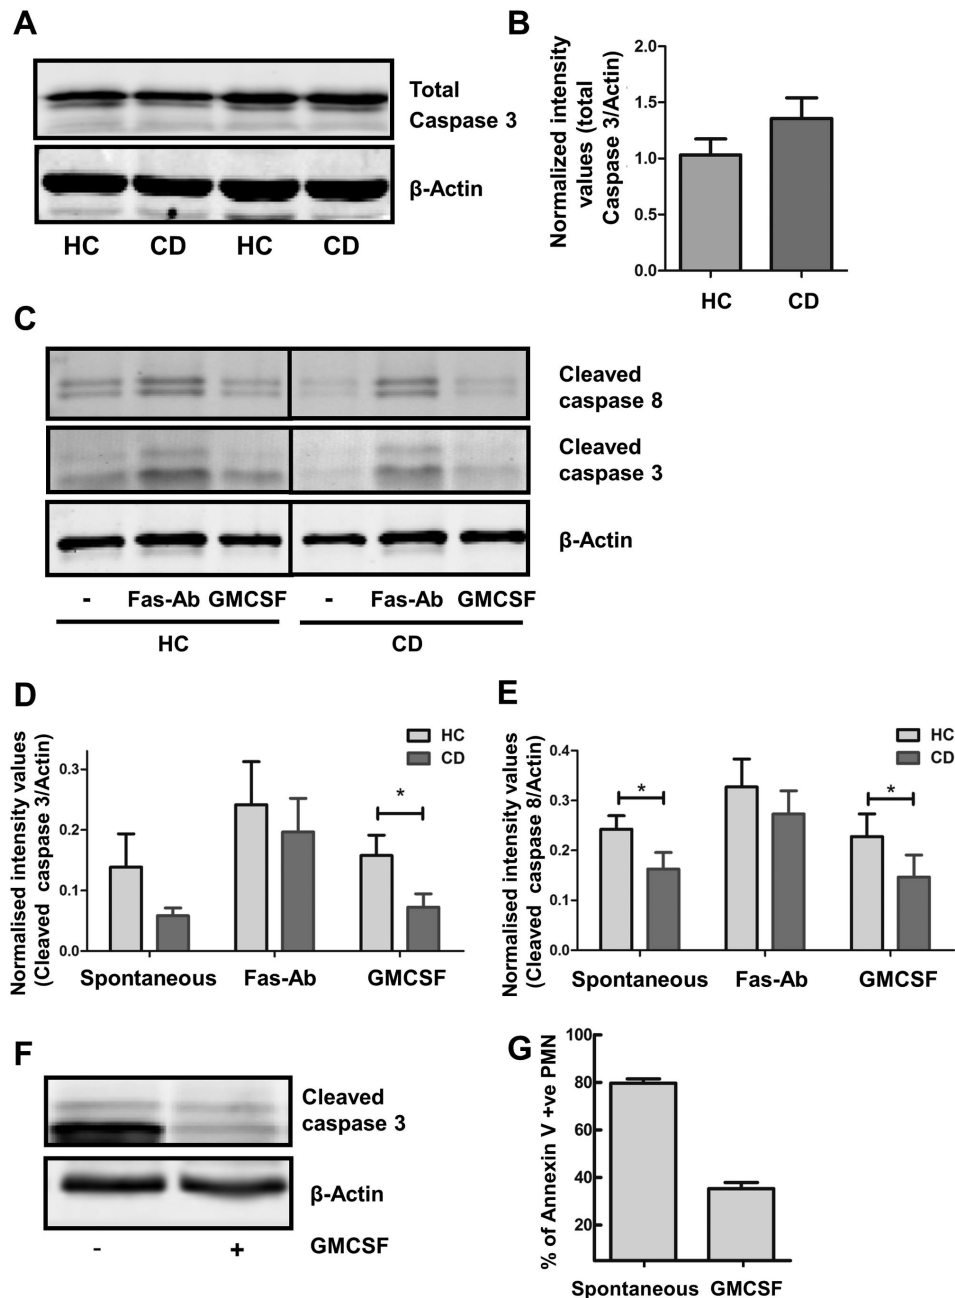 A
Total
Caspase 3
β-Actin
HC CD HC CD
B
Normalized intensity
values (total
Caspase 3/Actin)
2.0
1.5
1.0
0.5
0.0
HC CD
C
Cleaved
caspase 8
Cleaved
caspase 3
β-Actin
- Fas-Ab GMCSF - Fas-Ab GMCSF
HC CD
D
Normalised intensity values
(Cleaved caspase 3/Actin)
HC
CD
0.3
0.2
0.1
0.0
*
Spontaneous Fas-Ab GMCSF
E
Normalised intensity values
(Cleaved caspase 8/Actin)
HC
CD
0.4
0.3
0.2
0.1
0.0
* *
Spontaneous Fas-Ab GMCSF
F
Cleaved
caspase 3
β-Actin
- + GMCSF
G
% of Annexin V +ve PMN
100
80
60
40
20
Spontaneous GMCSF